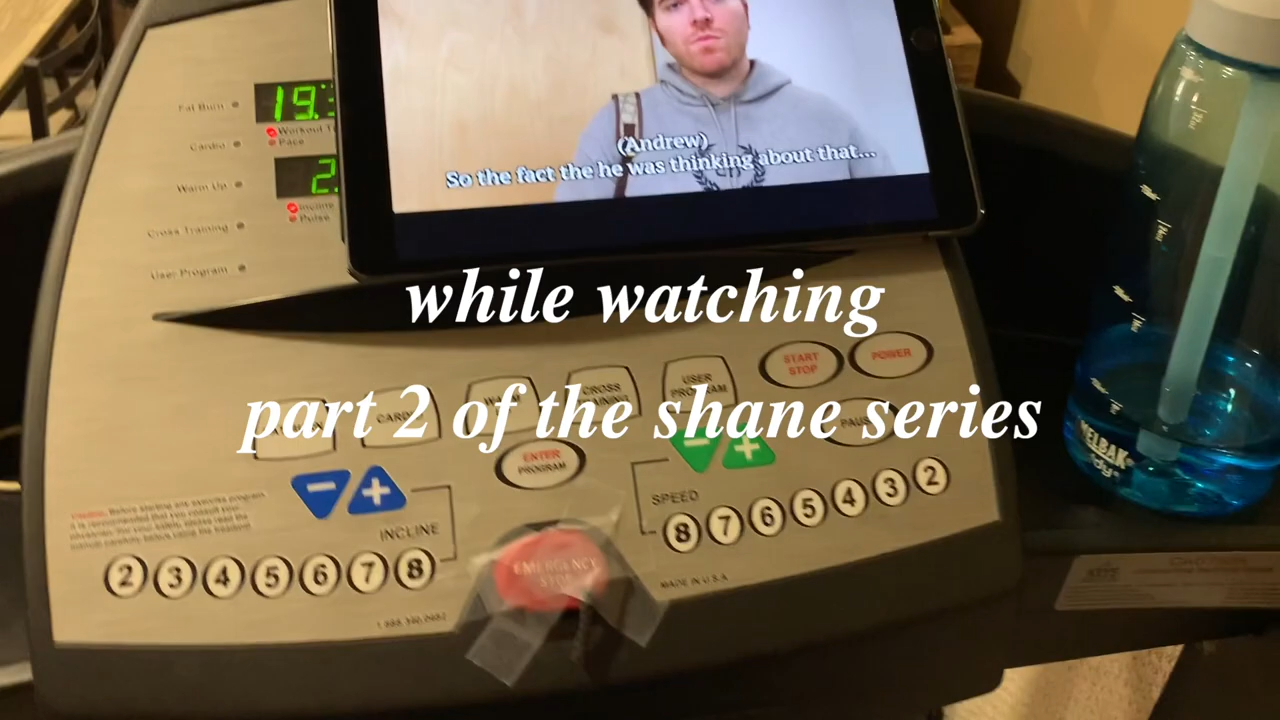 (Andrew)
So the fact the he was thinking about that...
Fat Burn
19.
Workout
Pace
Cardio
2.
Warm Up
Incline
Pulse
Cross Training
User Program
while watching
part 2 of the shane series
START
STOP
POWER
USER
PROGRAM
CROSS
ENTER
PROGRAM
- +
- +
SPEED
INCLINE
8 7 6 5 4 3 2
2 3 4 5 6 7 8
EMERGENCY
STOP
MADE IN U.S.A